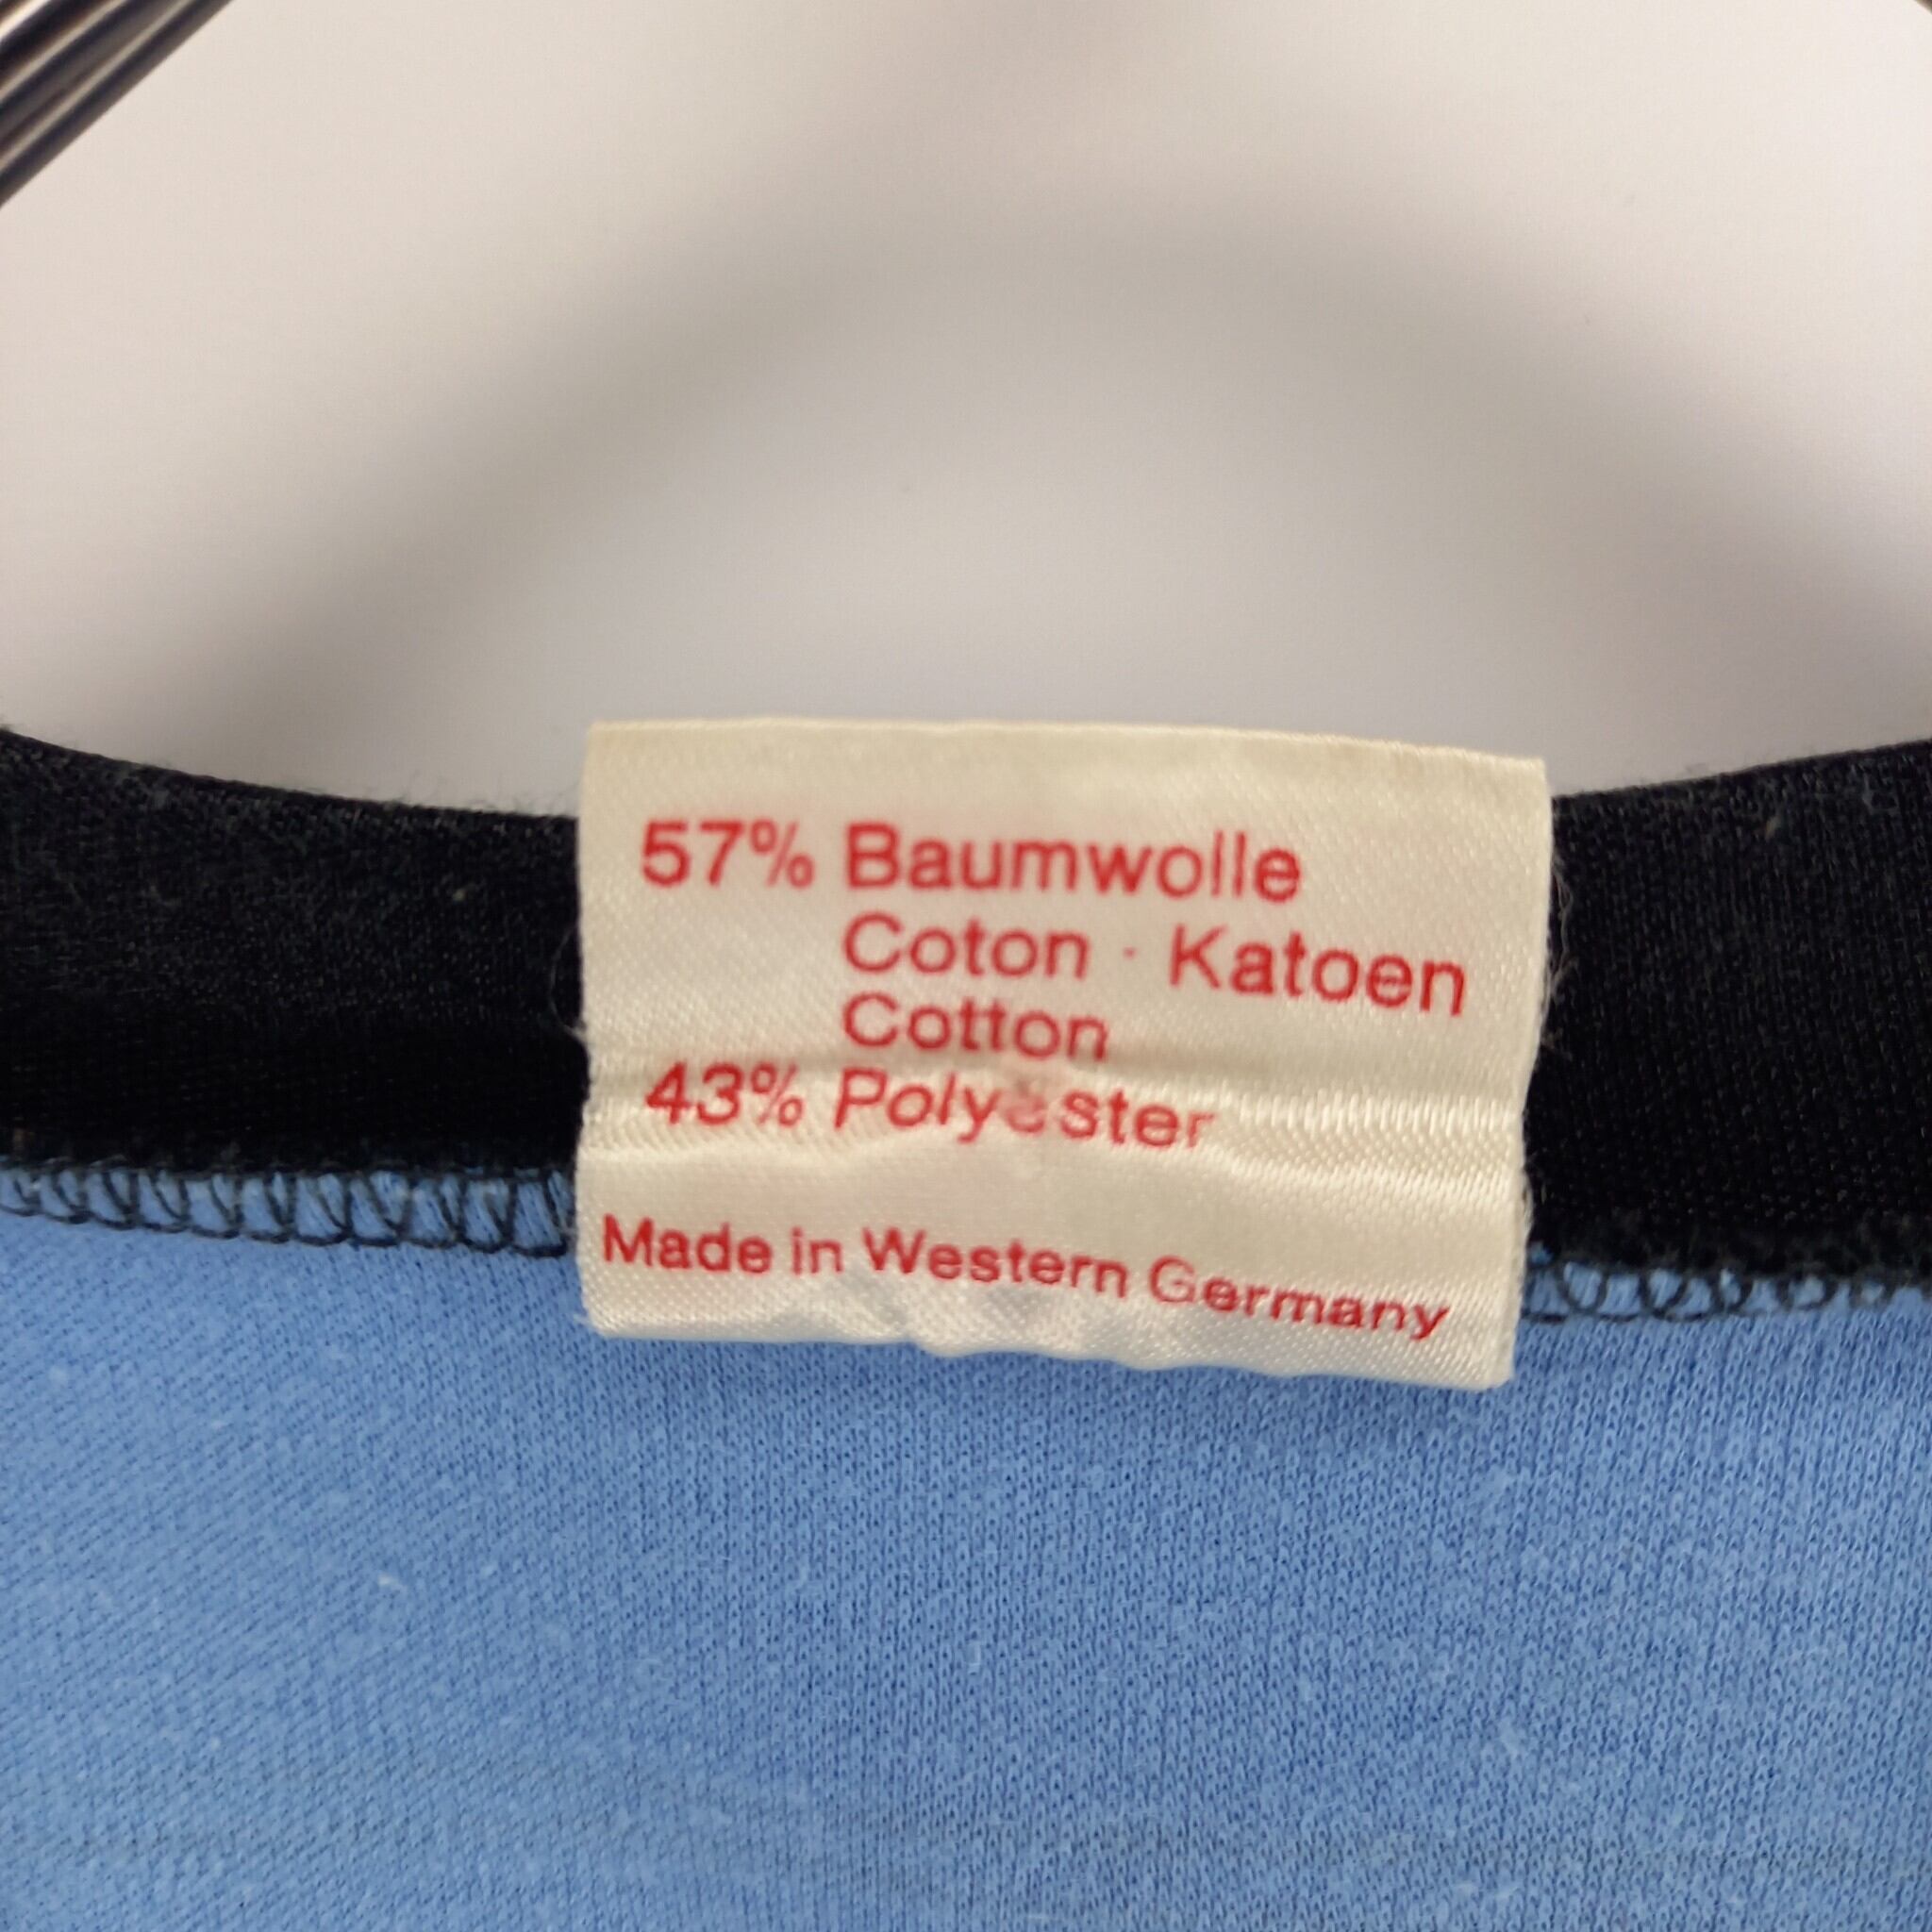 57% Baumwolle
Coton · Katoen
Cotton
43% Polyester
Made in Western Germany